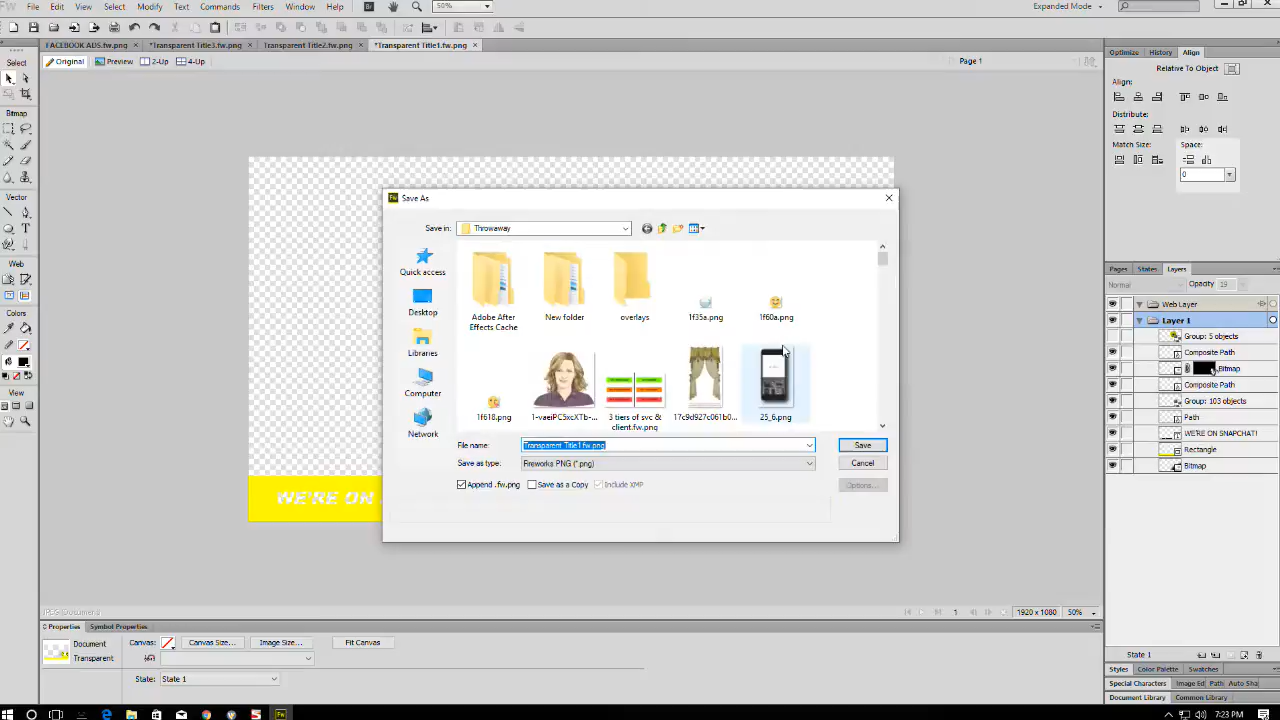 FW File Edit View Select Modify Text Commands Filters Window Help Br 50% Expanded Mode
FACEBOOK ADS.fw.png × *Transparent Title3.fw.png × Transparent Title2.fw.png × *Transparent Title1.fw.png ×
Original Preview 2-Up 4-Up Page 1
Select
Bitmap
Vector
Web
Colors
View
WE'RE ON
Save As
Save in: Throwaway
Quick access
Desktop
Libraries
Computer
Network
Adobe After
Effects Cache
New folder
overlays
1f35a.png
1f60a.png
1f618.png
1-vaeiPC5xcXTb-...
3 tiers of svc &
client.fw.png
17c9d927c061b0...
25_6.png
File name: Transparent Title1.fw.png Save
Save as type: Fireworks PNG (*.png) Cancel
Append .fw.png Save as a Copy Include XMP Options...
Optimize History Align
Relative To Object
Align:
Distribute:
Match Size: Space:
0
Pages States Layers
Normal Opacity 19
Web Layer
Layer 1
Group: 5 objects
Composite Path
Bitmap
Composite Path
Group: 103 objects
Path
WE'RE ON SNAPCHAT!
Rectangle
Bitmap
State 1
Styles Color Palette Swatches
Special Characters Image Ed Path Auto Sha
Document Library Common Library
1 1920 x 1080 50%
Properties Symbol Properties
Document
Transparent
Canvas: Canvas Size... Image Size... Fit Canvas
State: State 1
7:23 PM